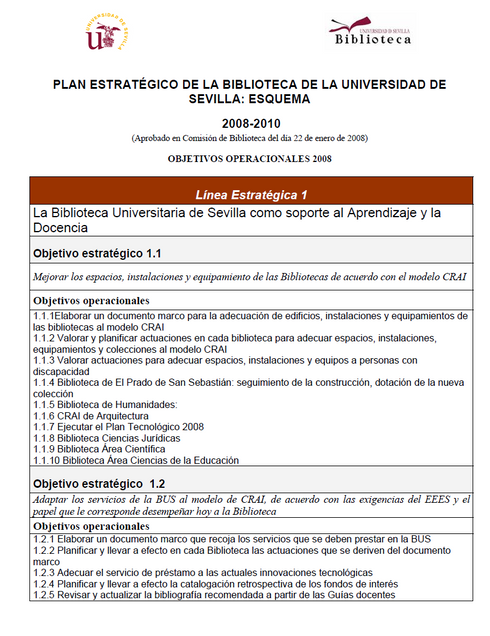 UNIVERSIDAD DE SEVILLA
UNIVERSIDAD DE SEVILLA
Biblioteca
PLAN ESTRATÉGICO DE LA BIBLIOTECA DE LA UNIVERSIDAD DE
SEVILLA: ESQUEMA
2008-2010
(Aprobado en Comisión de Biblioteca del día 22 de enero de 2008)
OBJETIVOS OPERACIONALES 2008
Línea Estratégica 1
La Biblioteca Universitaria de Sevilla como soporte al Aprendizaje y la
Docencia
Objetivo estratégico 1.1
Mejorar los espacios, instalaciones y equipamiento de las Bibliotecas de acuerdo con el modelo CRAI
Objetivos operacionales
1.1.1Elaborar un documento marco para la adecuación de edificios, instalaciones y equipamientos de
las bibliotecas al modelo CRAI
1.1.2 Valorar y planificar actuaciones en cada biblioteca para adecuar espacios, instalaciones,
equipamientos y colecciones al modelo CRAI
1.1.3 Valorar actuaciones para adecuar espacios, instalaciones y equipos a personas con
discapacidad
1.1.4 Biblioteca de El Prado de San Sebastián: seguimiento de la construcción, dotación de la nueva
colección
1.1.5 Biblioteca de Humanidades:
1.1.6 CRAI de Arquitectura
1.1.7 Ejecutar el Plan Tecnológico 2008
1.1.8 Biblioteca Ciencias Jurídicas
1.1.9 Biblioteca Área Científica
1.1.10 Biblioteca Área Ciencias de la Educación
Objetivo estratégico 1.2
Adaptar los servicios de la BUS al modelo de CRAI, de acuerdo con las exigencias del EEES y el
papel que le corresponde desempeñar hoy a la Biblioteca
Objetivos operacionales
1.2.1 Elaborar un documento marco que recoja los servicios que se deben prestar en la BUS
1.2.2 Planificar y llevar a efecto en cada Biblioteca las actuaciones que se deriven del documento
marco
1.2.3 Adecuar el servicio de préstamo a las actuales innovaciones tecnológicas
1.2.4 Planificar y llevar a efecto la catalogación retrospectiva de los fondos de interés
1.2.5 Revisar y actualizar la bibliografía recomendada a partir de las Guías docentes